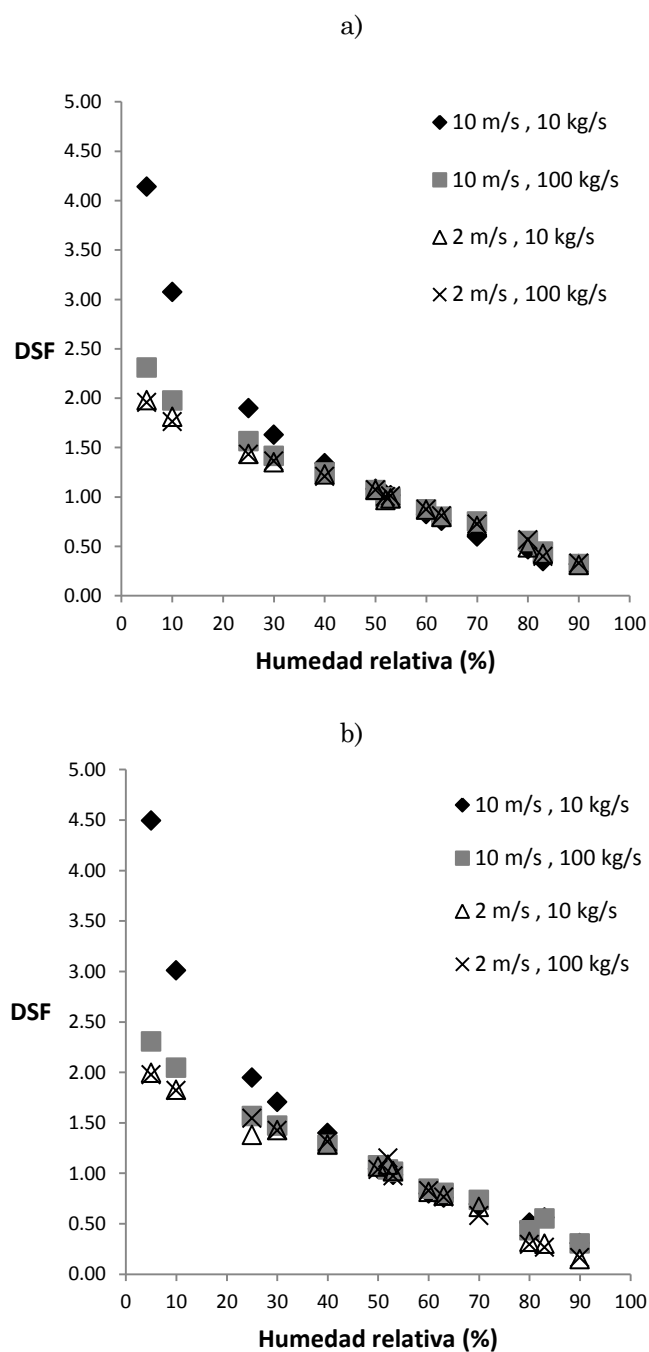 a)
5.00
4.50
4.00
3.50
3.00
2.50
2.00
1.50
1.00
0.50
0.00
DSF
0 10 20 30 40 50 60 70 80 90 100
Humedad relativa (%)
10 m/s , 10 kg/s
10 m/s , 100 kg/s
2 m/s , 10 kg/s
2 m/s , 100 kg/s
b)
5.00
4.50
4.00
3.50
3.00
2.50
2.00
1.50
1.00
0.50
0.00
DSF
0 10 20 30 40 50 60 70 80 90 100
Humedad relativa (%)
10 m/s , 10 kg/s
10 m/s , 100 kg/s
2 m/s , 10 kg/s
2 m/s , 100 kg/s